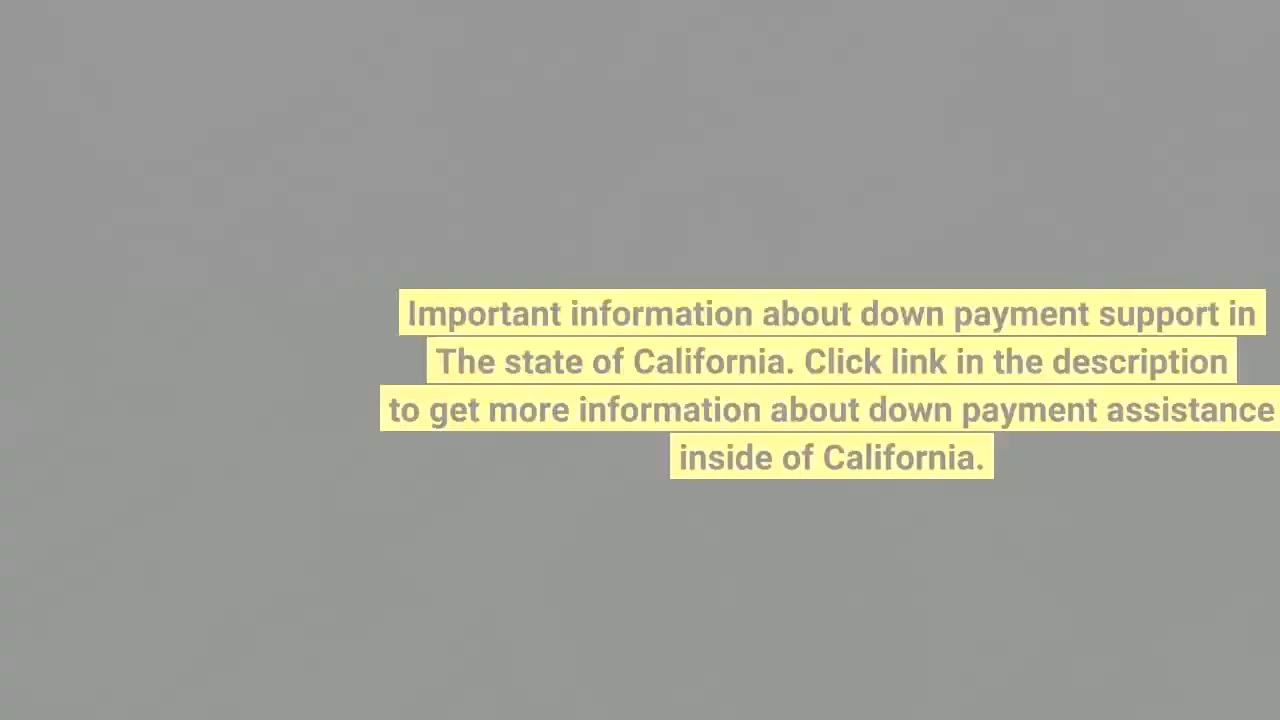 Important information about down payment support in
The state of California. Click link in the description
to get more information about down payment assistance
inside of California.